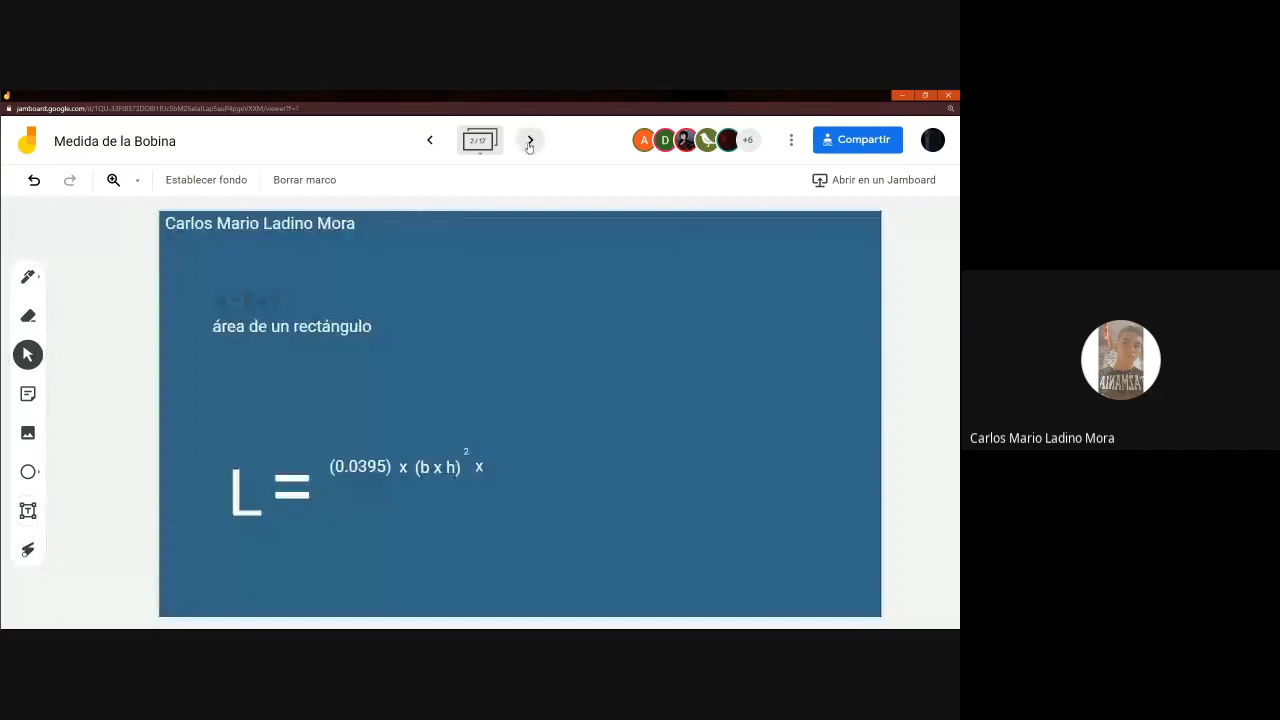 Medida de la Bobina
2 / 17
A
D
+6
Compartir
Establecer fondo
Borrar marco
Abrir en un Jamboard
Carlos Mario Ladino Mora
área de un rectángulo
L = (0.0395) x (b x h)² x
Carlos Mario Ladino Mora